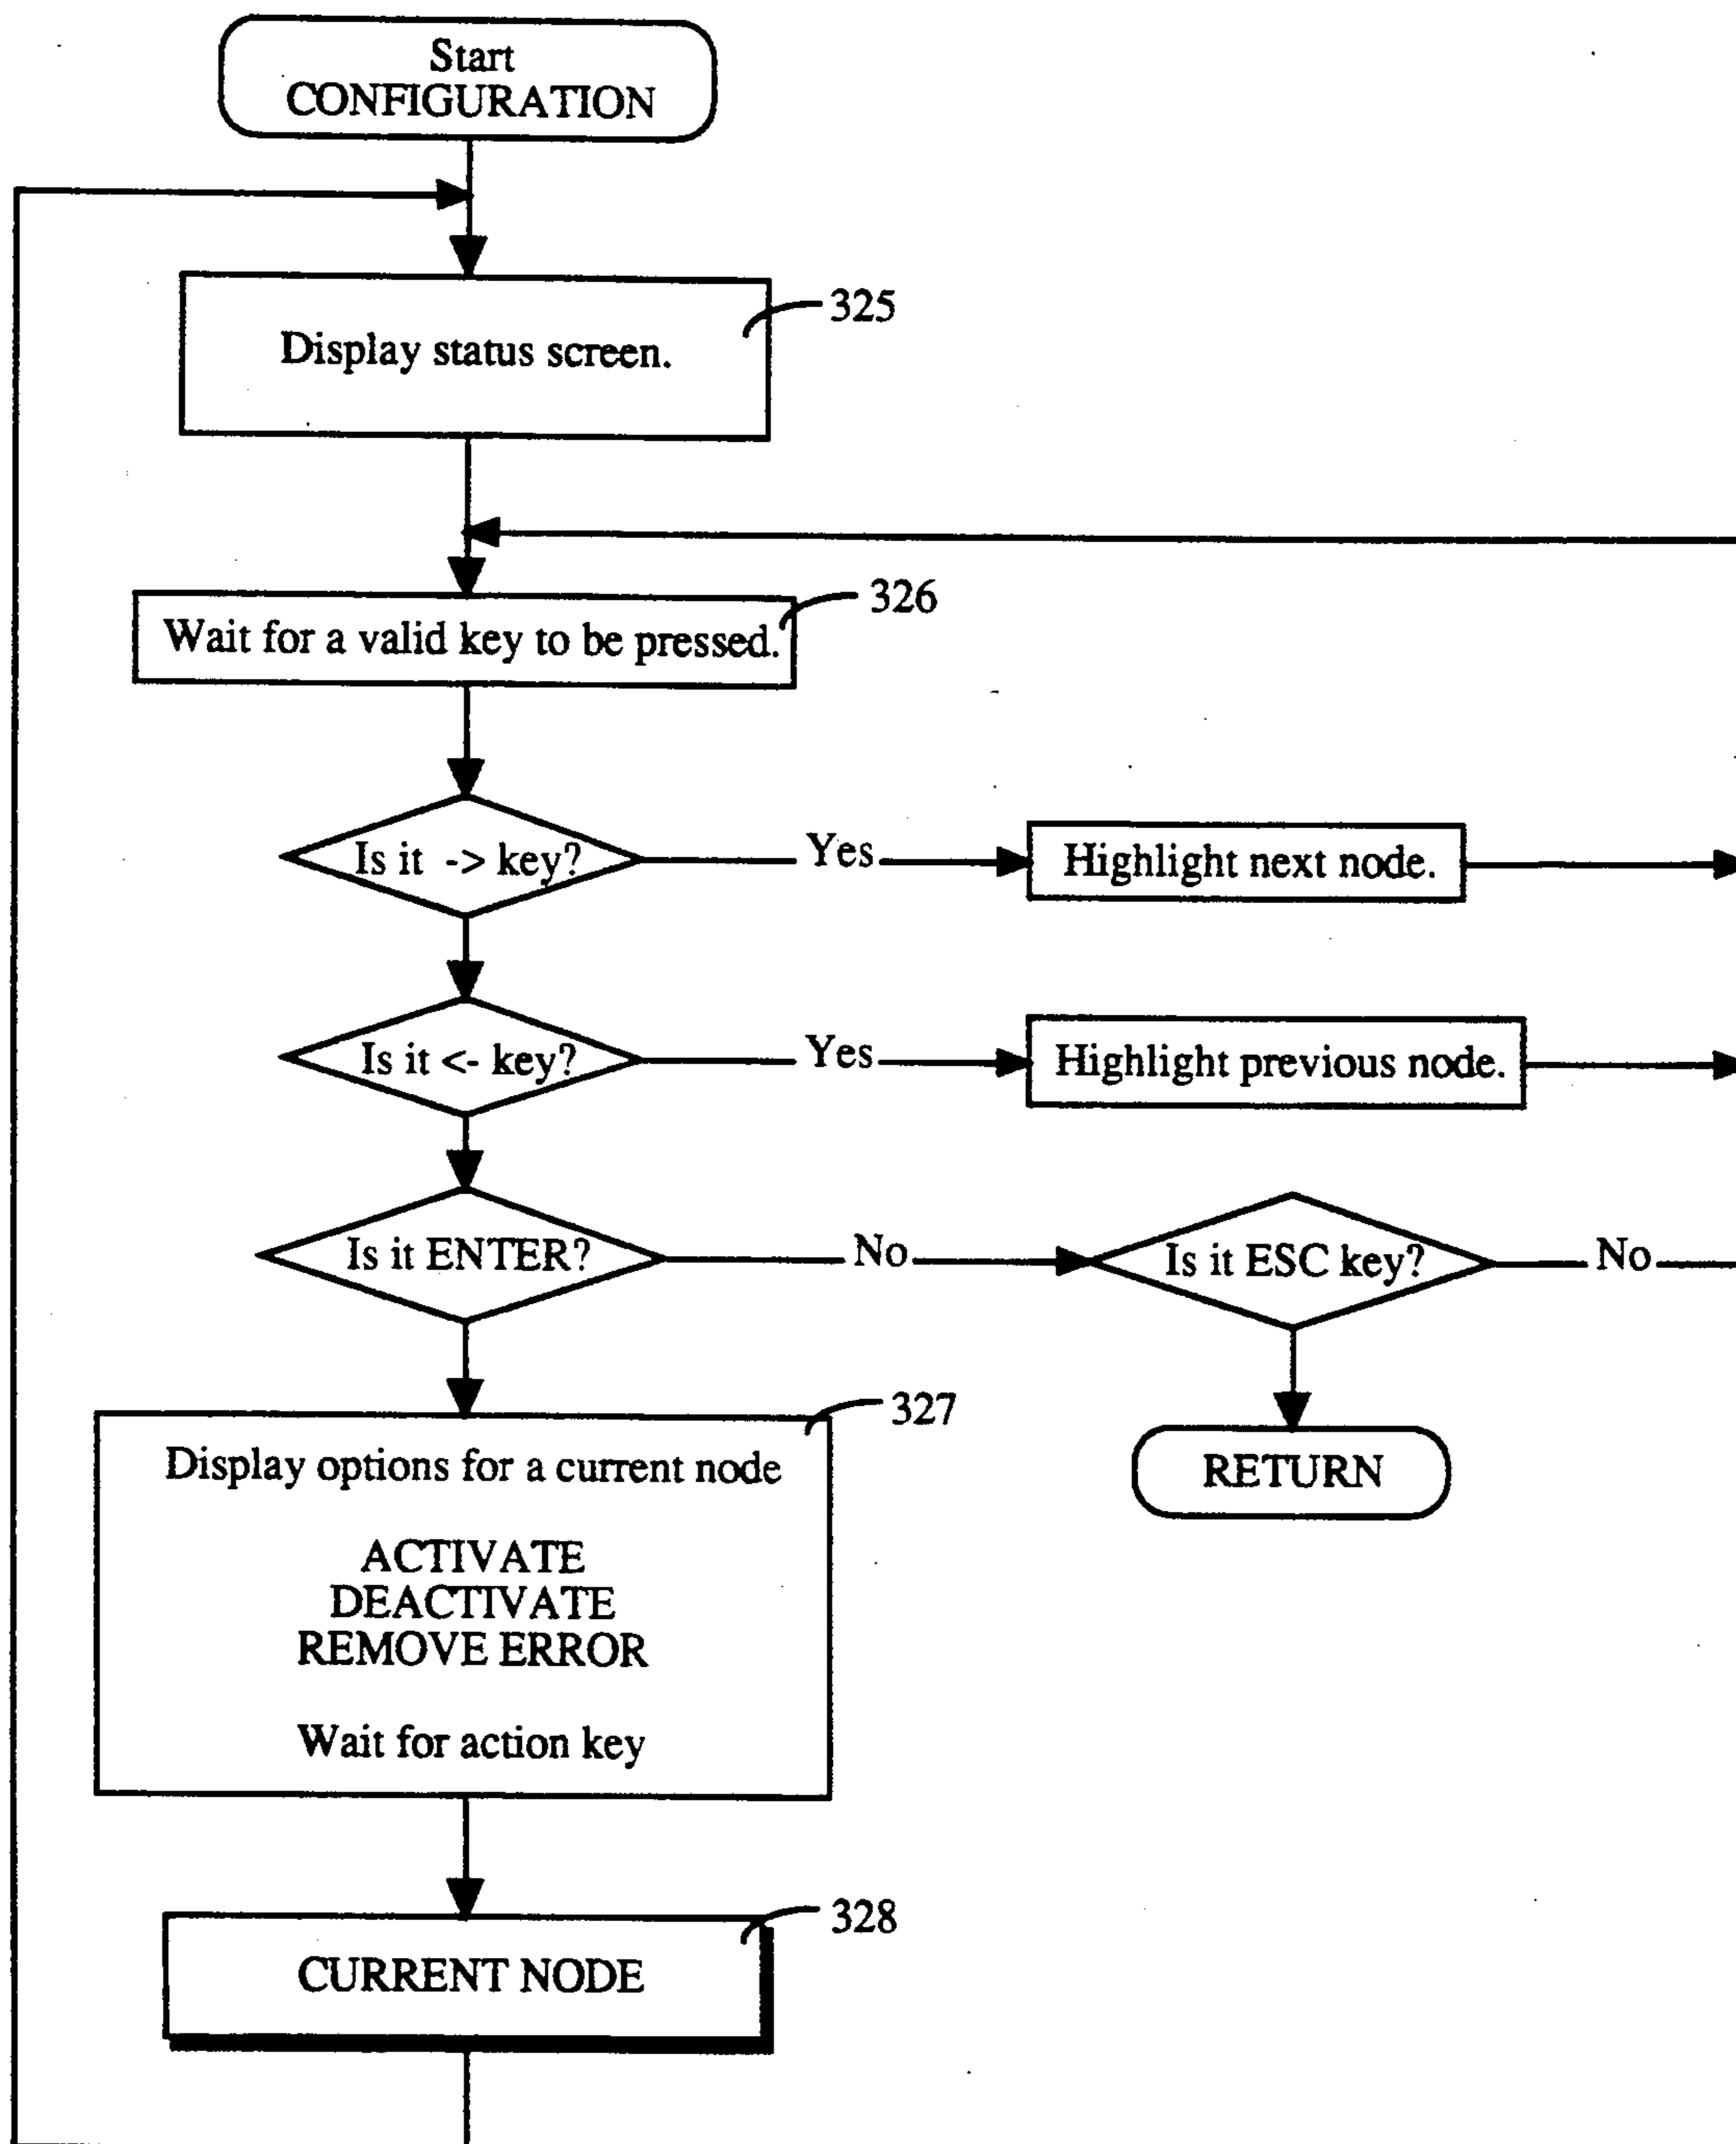 Start
CONFIGURATION
325
Display status screen.
326
Wait for a valid key to be pressed.
Is it -> key?
Yes
Highlight next node.
Is it <- key?
Yes
Highlight previous node.
Is it ENTER?
No
Is it ESC key?
No
327
Display options for a current node
RETURN
ACTIVATE
DEACTIVATE
REMOVE ERROR
Wait for action key
328
CURRENT NODE